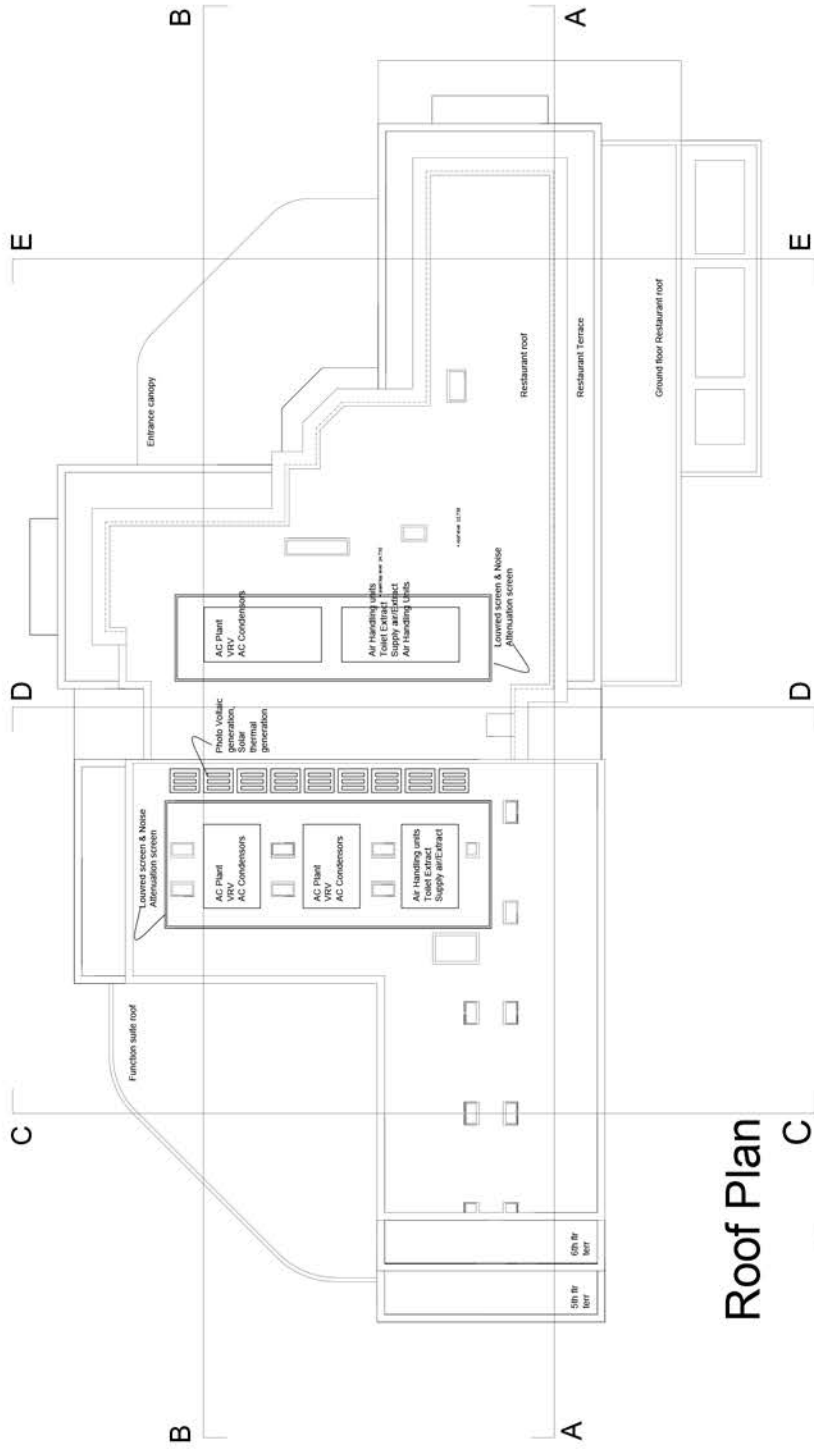 B
A
E
E
Entrance canopy
Restaurant roof
Restaurant Terrace
Ground floor Restaurant roof
AC Plant
VRV
AC Condensors
Air Handling units
Toilet Extract
Supply air/Extract
Air Handling Units
Louvred screen & Noise
Attenuation screen
D
D
Photo Voltaic
generation,
Solar
thermal
generation
Louvred screen & Noise
Attenuation screen
AC Plant
VRV
AC Condensors
AC Plant
VRV
AC Condensors
Air Handling units
Toilet Extract
Supply air/Extract
Function suite roof
C
C
6th flr
terr
5th flr
terr
B
A
Roof Plan